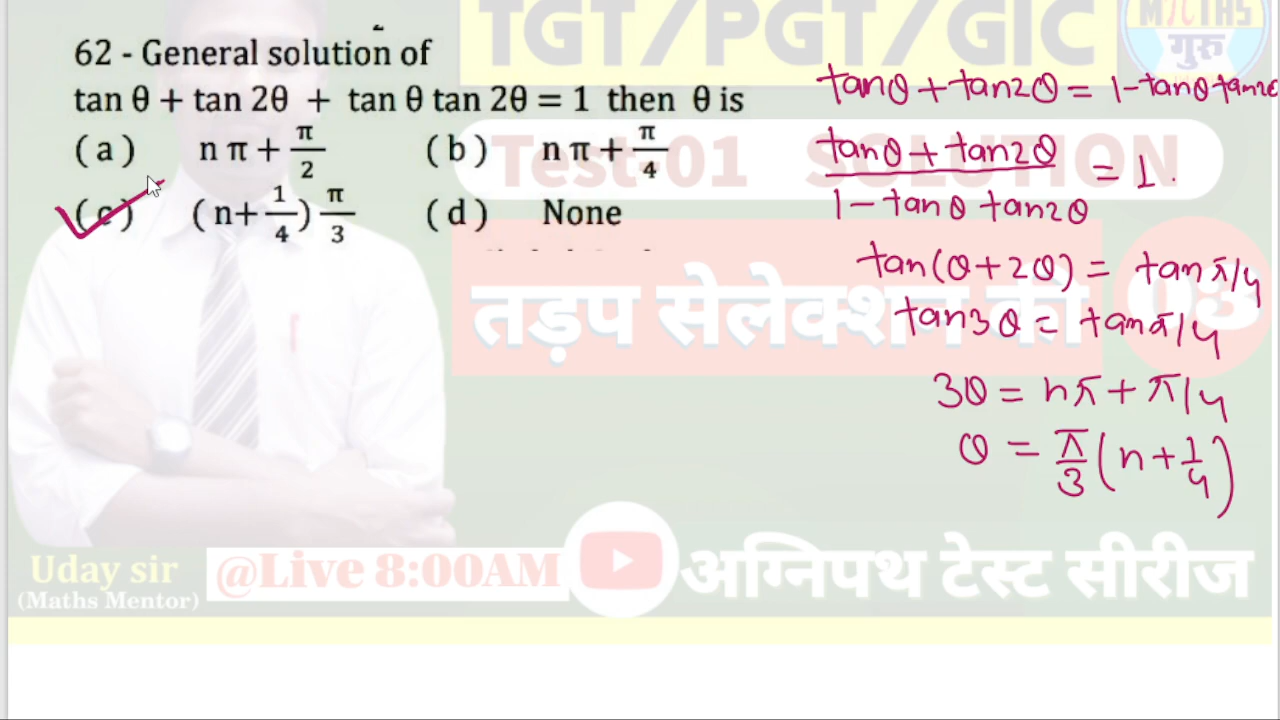 TGT/PGT/GIC
MπTHS
गुरु
62 - General solution of
tan θ + tan 2θ + tan θ tan 2θ = 1 then θ is
(a) n π + π/2 (b) n π + π/4
(c) (n+ 1/4) π/3 (d) None
Test-01 SOLUTION
तड़प सेलेक्शन की
tanθ + tan2θ = 1 - tanθ tan2θ
tanθ + tan2θ / 1 - tanθ tan2θ = 1.
tan(θ+2θ) = tan π/4
tan3θ = tan π/4
3θ = nπ + π/4
θ = π/3 (n + 1/4)
Uday sir
(Maths Mentor)
@Live 8:00AM
अग्निपथ टेस्ट सीरीज